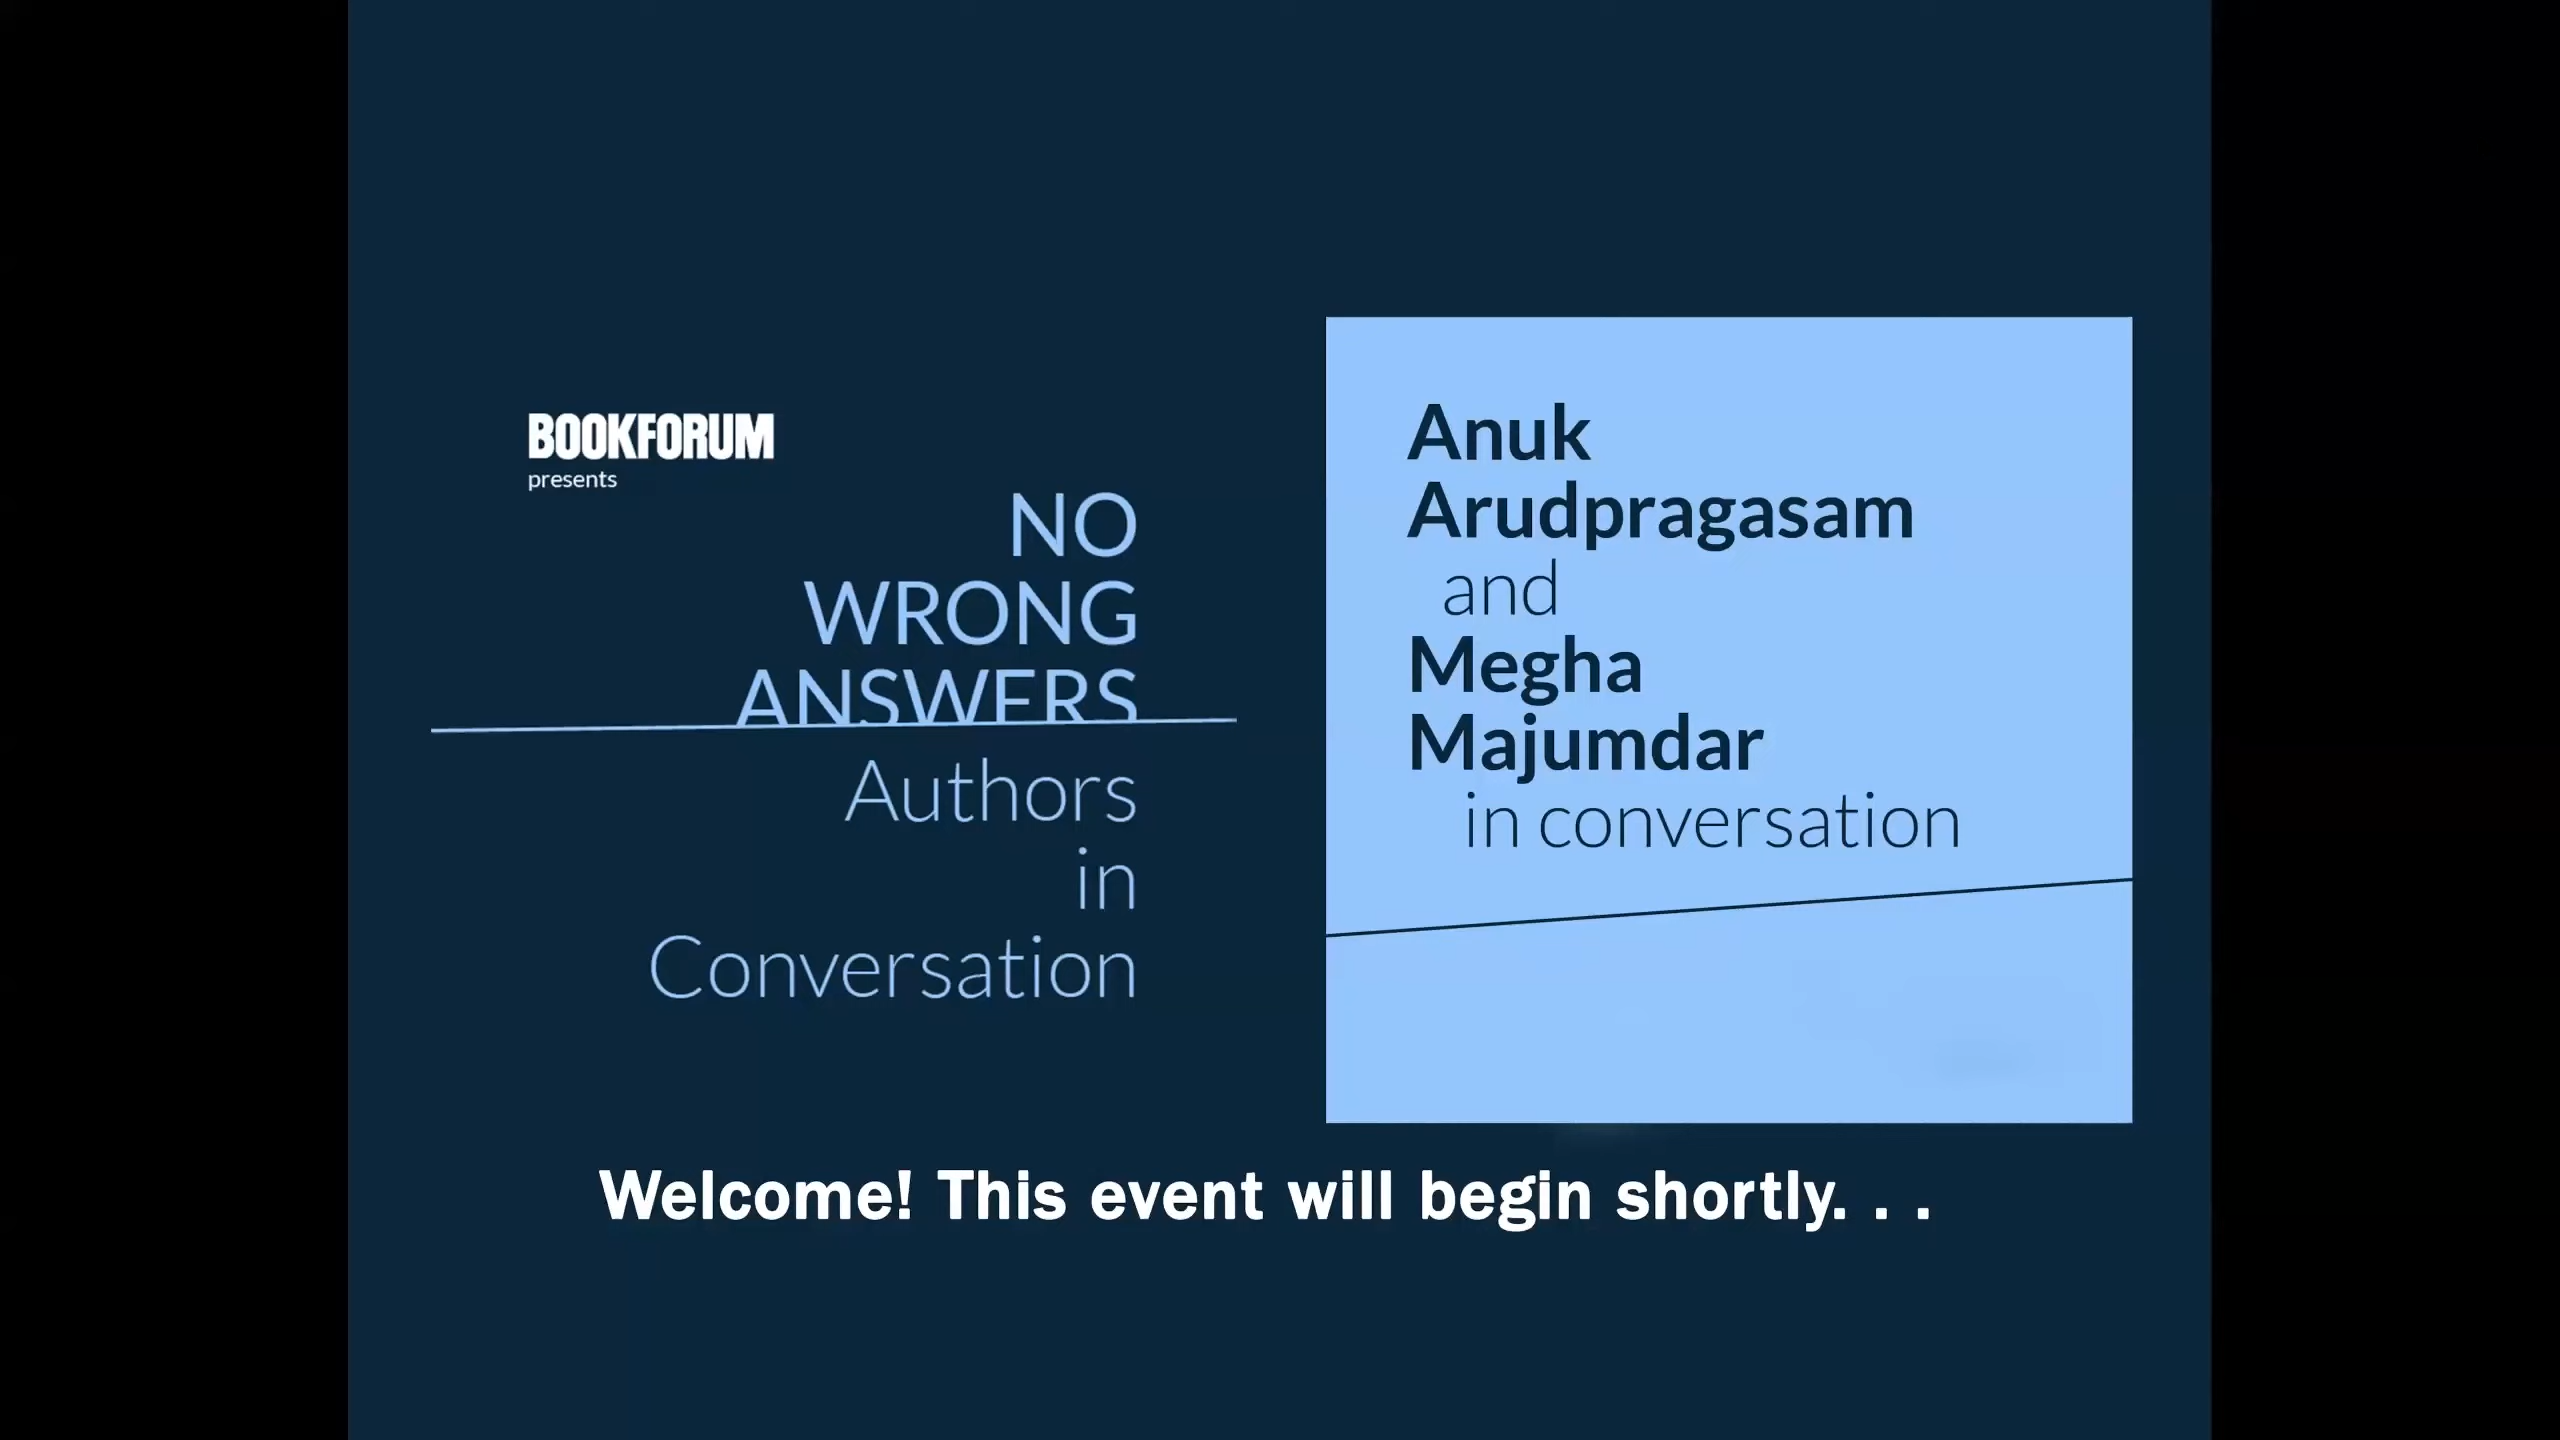 BOOKFORUM
presents
NO
WRONG
ANSWERS
Authors
in
Conversation
Anuk
Arudpragasam
and
Megha
Majumdar
in conversation
Welcome! This event will begin shortly. . .